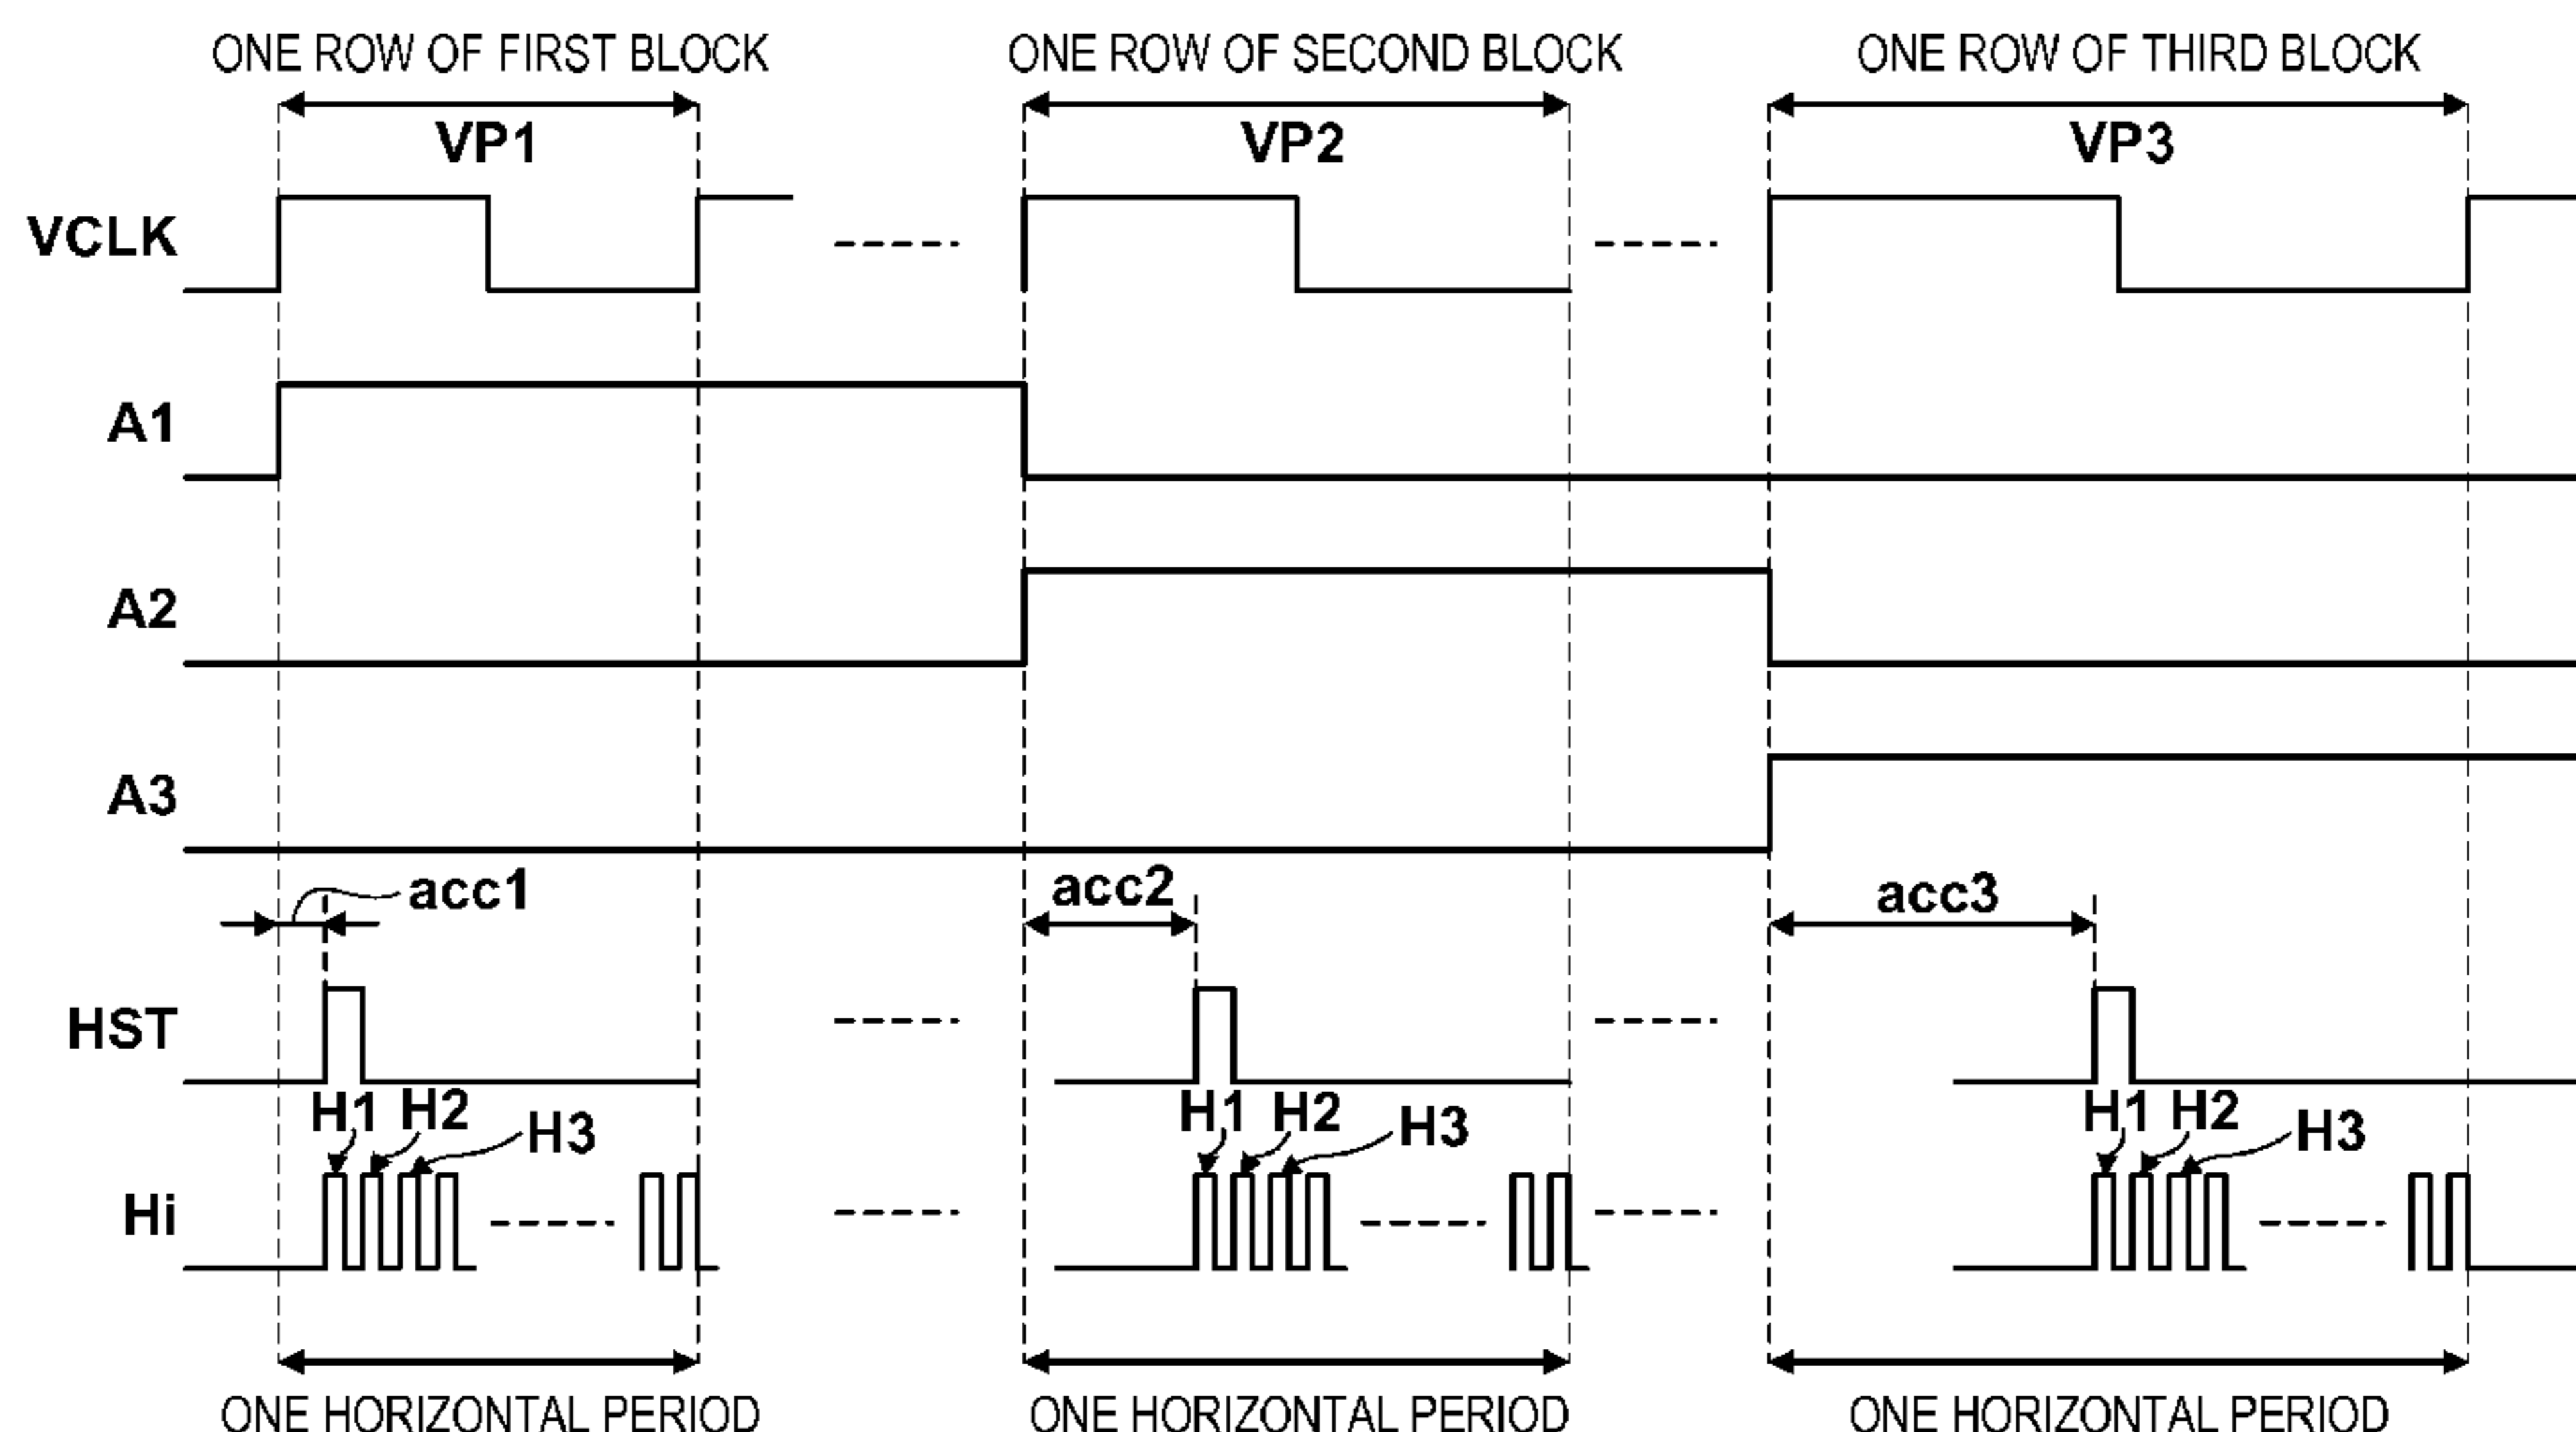 ONE ROW OF FIRST BLOCK
ONE ROW OF SECOND BLOCK
ONE ROW OF THIRD BLOCK
VP1
VP2
VP3
VCLK
A1
A2
A3
acc1
acc2
acc3
HST
H1 H2 H3
H1 H2 H3
H1 H2 H3
Hi
ONE HORIZONTAL PERIOD
ONE HORIZONTAL PERIOD
ONE HORIZONTAL PERIOD